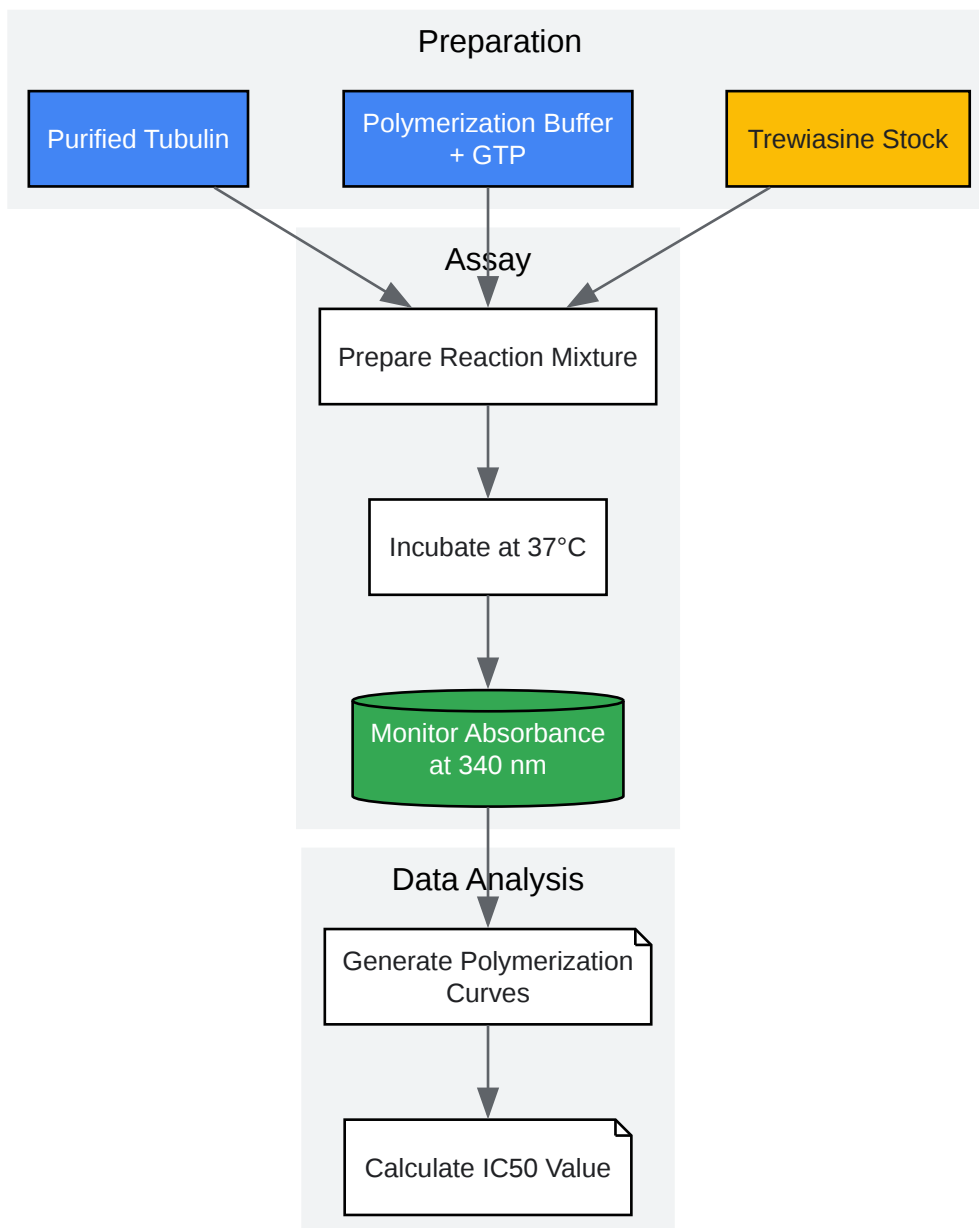 Preparation
Purified Tubulin
Polymerization Buffer
+ GTP
Trewiasine Stock
Assay
Prepare Reaction Mixture
Incubate at 37°C
Monitor Absorbance
at 340 nm
Data Analysis
Generate Polymerization
Curves
Calculate IC50 Value